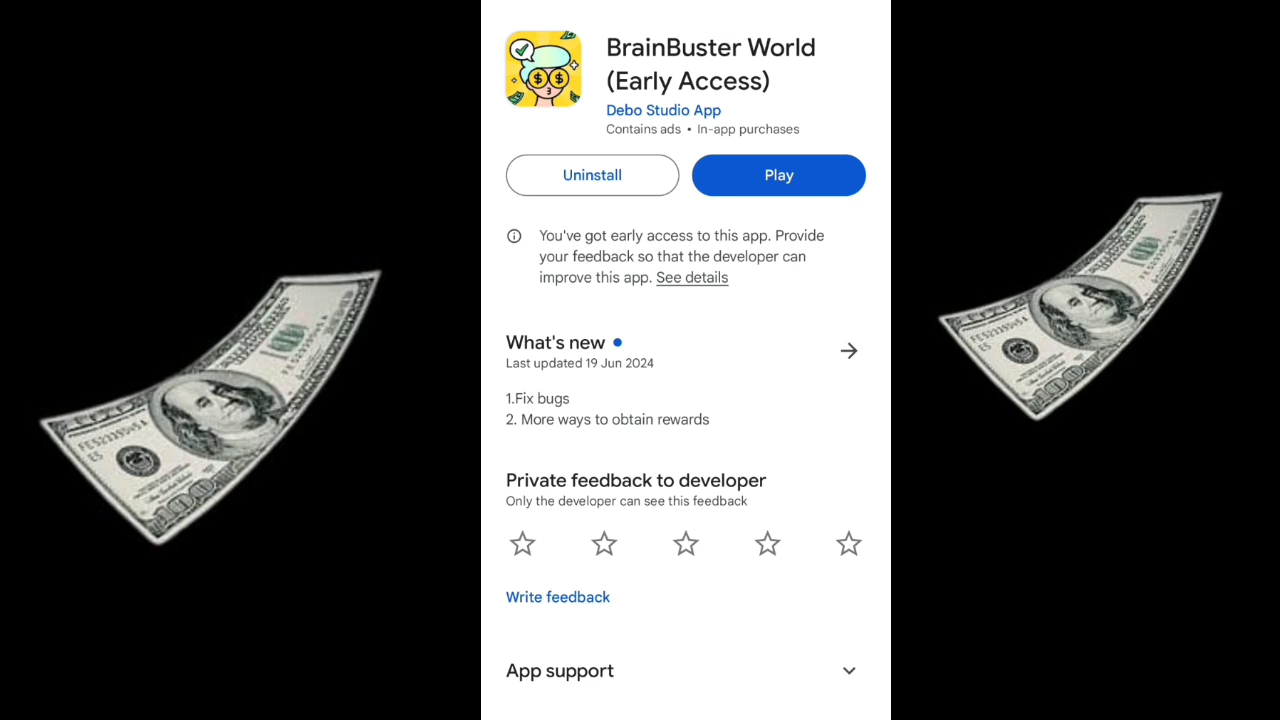 BrainBuster World
(Early Access)
Debo Studio App
Contains ads • In-app purchases
Uninstall
Play
You've got early access to this app. Provide
your feedback so that the developer can
improve this app. See details
What's new
Last updated 19 Jun 2024
1.Fix bugs
2. More ways to obtain rewards
Private feedback to developer
Only the developer can see this feedback
Write feedback
App support